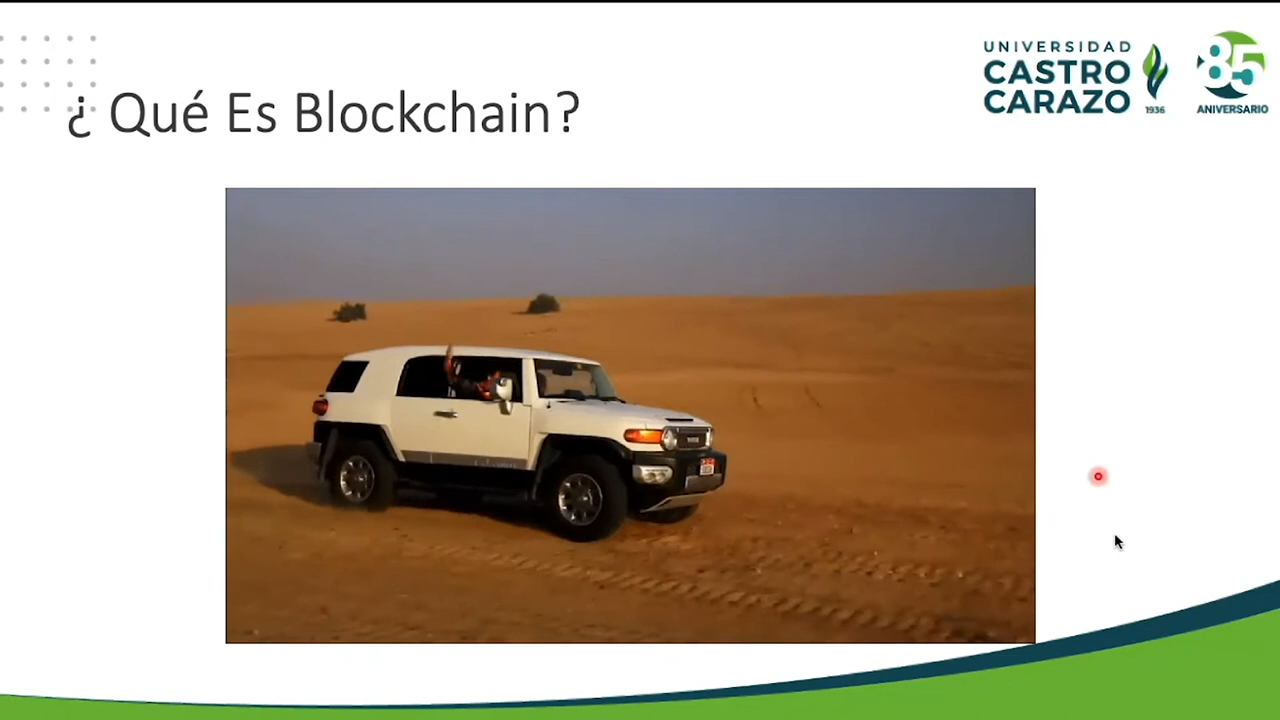 ¿ Qué Es Blockchain?
UNIVERSIDAD
CASTRO
CARAZO
1936
85
ANIVERSARIO